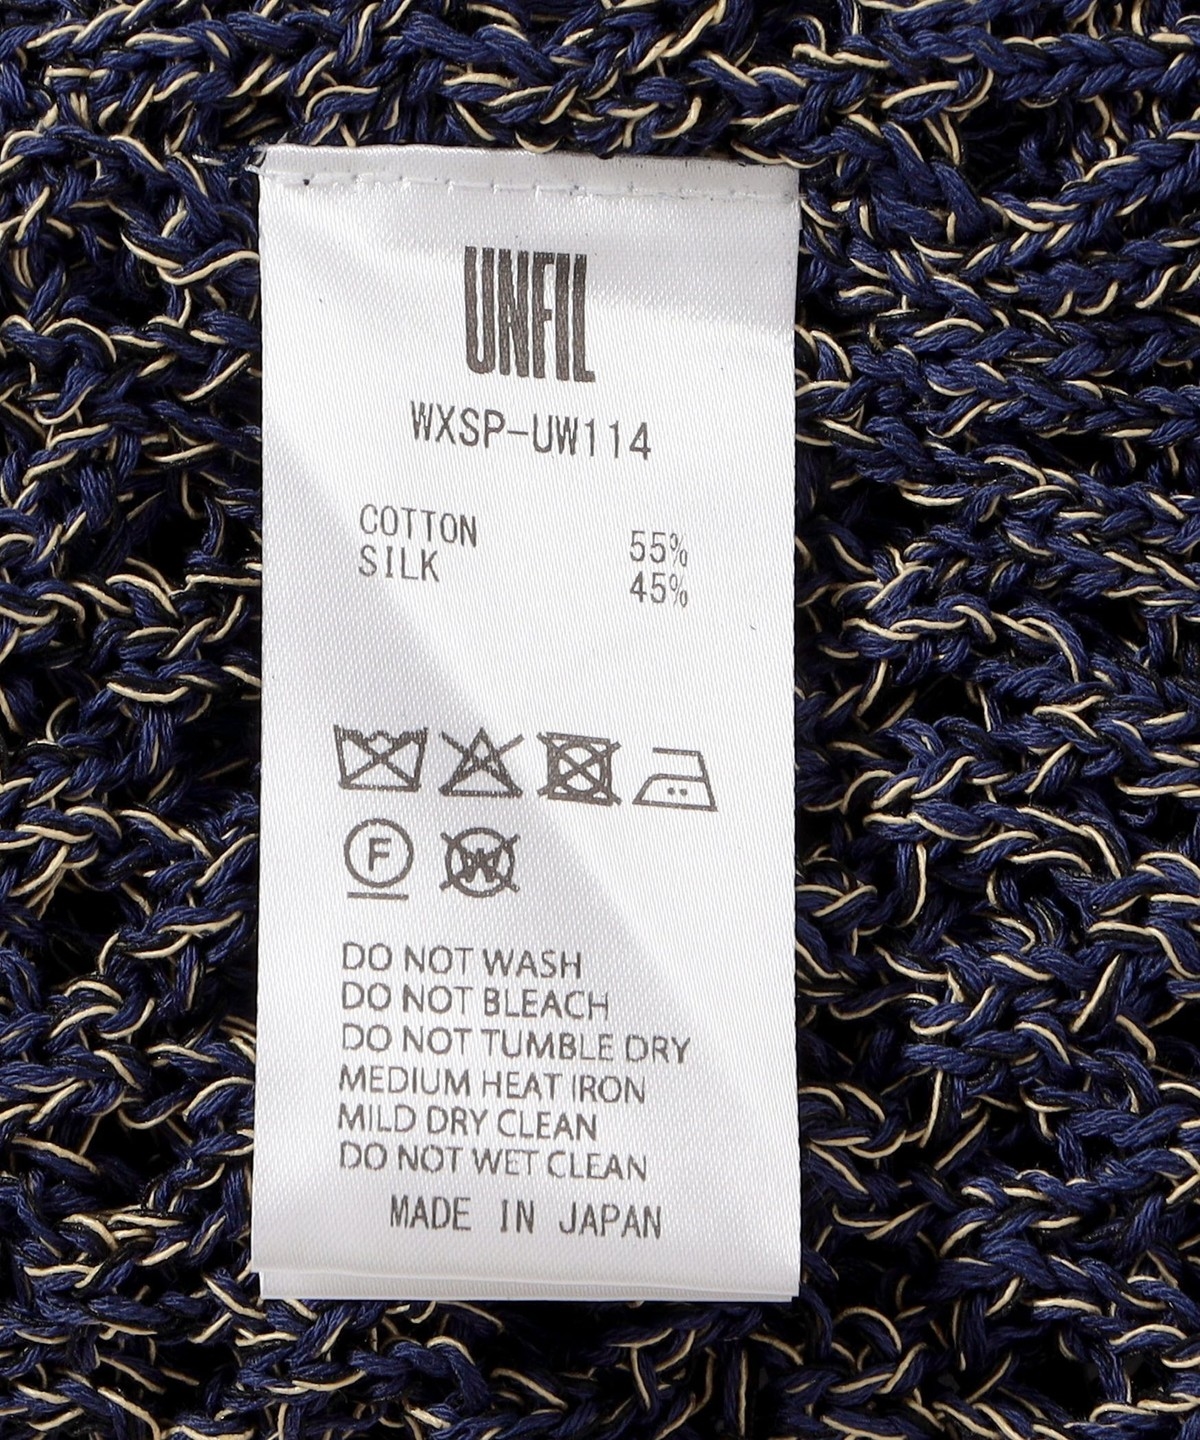 UNFIL
WXSP-UW114
COTTON 55%
SILK 45%
F W
DO NOT WASH
DO NOT BLEACH
DO NOT TUMBLE DRY
MEDIUM HEAT IRON
MILD DRY CLEAN
DO NOT WET CLEAN
MADE IN JAPAN